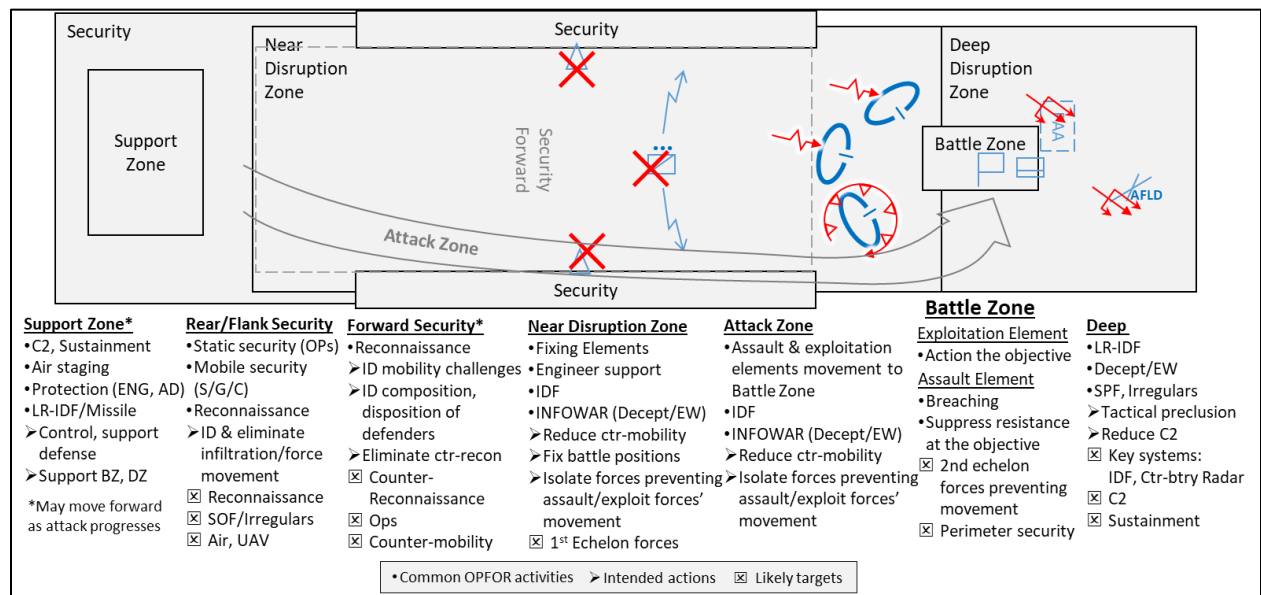 Security
Near
Disruption
Zone
Security
Deep
Disruption
Zone
Support
Zone
Security
Forward
Battle Zone
AA
AFLD
Attack Zone
Security
Support Zone*
•C2, Sustainment
•Air staging
•Protection (ENG, AD)
•LR-IDF/Missile
➢Control, support
defense
➢Support BZ, DZ
*May move forward
as attack progresses
Rear/Flank Security
•Static security (OPs)
•Mobile security
(S/G/C)
•Reconnaissance
➢ID & eliminate
infiltration/force
movement
☒ Reconnaissance
☒ SOF/Irregulars
☒ Air, UAV
Forward Security*
•Reconnaissance
➢ID mobility challenges
➢ID composition,
disposition of
defenders
➢Eliminate ctr-recon
☒ Counter-
Reconnaissance
☒ Ops
☒ Counter-mobility
Near Disruption Zone
•Fixing Elements
•Engineer support
•IDF
•INFOWAR (Decept/EW)
➢Reduce ctr-mobility
➢Fix battle positions
➢Isolate forces preventing
assault/exploit forces’
movement
☒ 1st Echelon forces
Attack Zone
•Assault & exploitation
elements movement to
Battle Zone
•IDF
•INFOWAR (Decept/EW)
➢Reduce ctr-mobility
➢Isolate forces preventing
assault/exploit forces’
movement
Battle Zone
Exploitation Element
•Action the objective
Assault Element
•Breaching
•Suppress resistance
at the objective
☒ 2nd echelon
forces preventing
movement
☒ Perimeter security
Deep
•LR-IDF
•Decept/EW
•SPF, Irregulars
➢Tactical preclusion
➢Reduce C2
☒ Key systems:
IDF, Ctr-btry Radar
☒ C2
☒ Sustainment
•Common OPFOR activities ➢Intended actions ☒ Likely targets